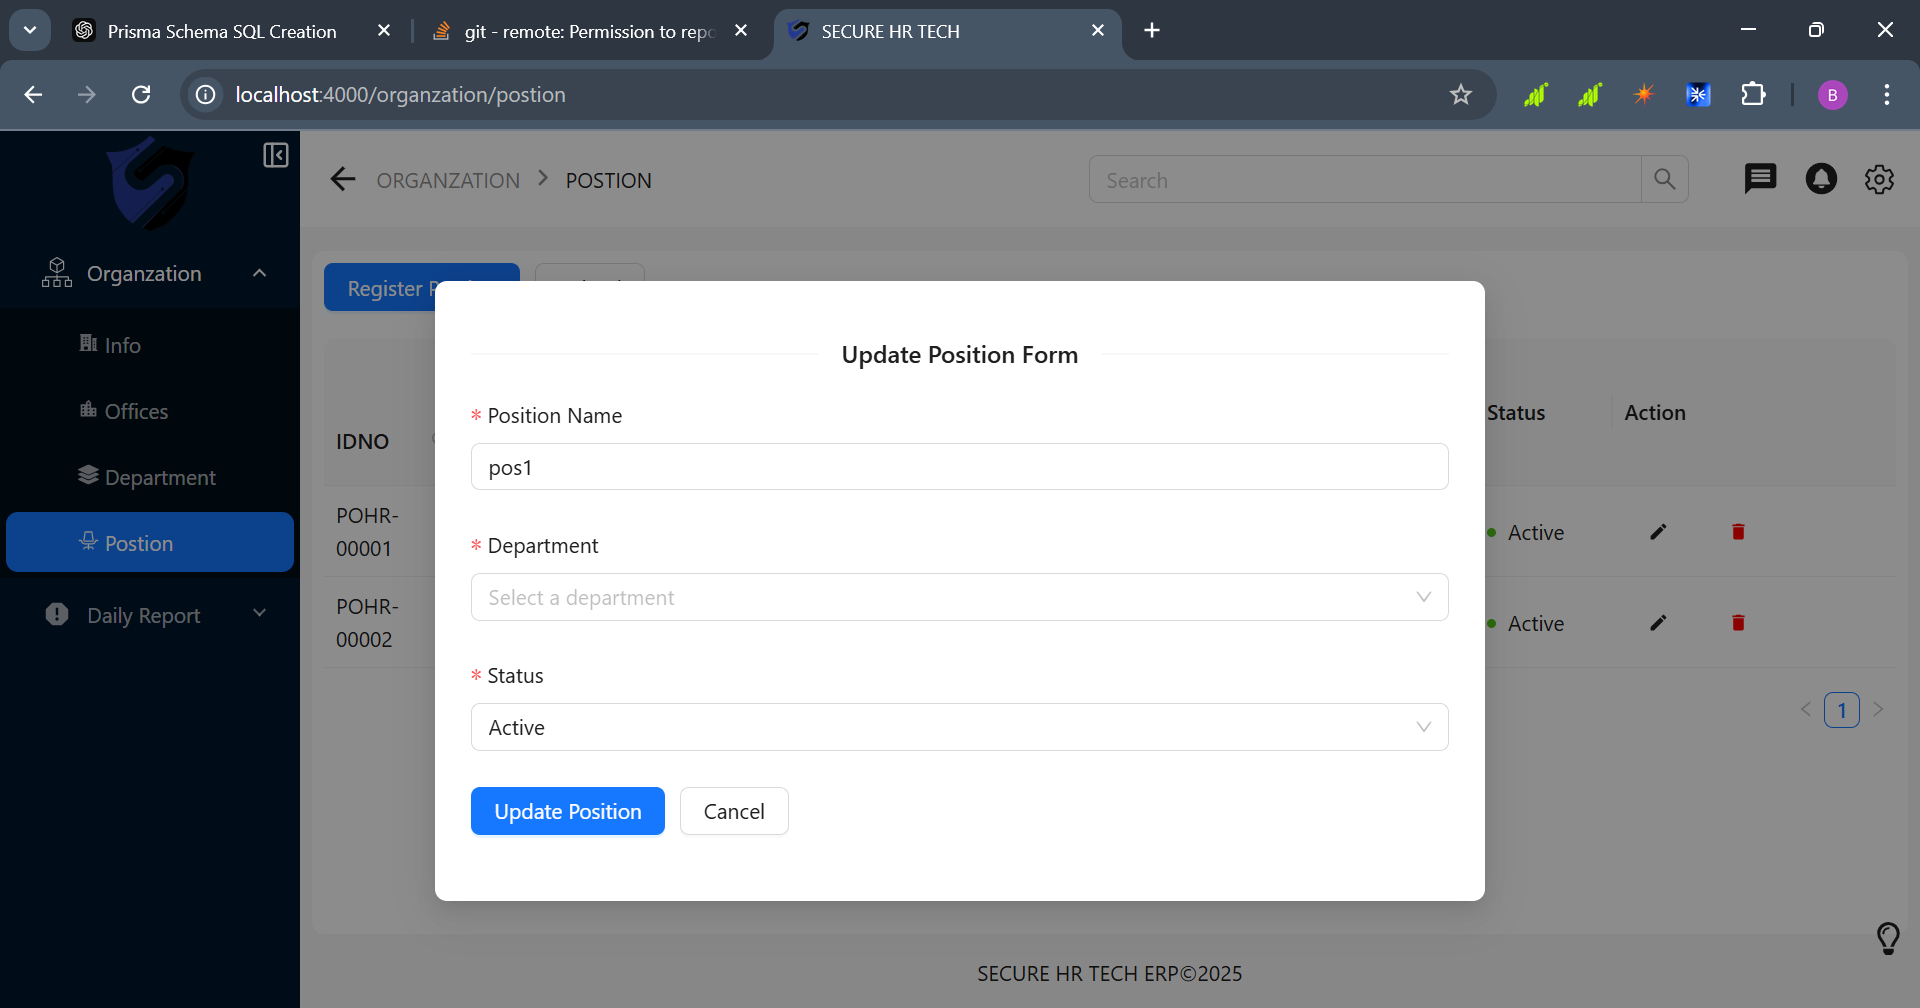 Prisma Schema SQL Creation
git - remote: Permission to repo
SECURE HR TECH
localhost:4000/organzation/postion
B
ORGANZATION
POSTION
Search
Organzation
Info
Offices
Department
Postion
Daily Report
Register
IDNO
Status
Action
POHR-
00001
Active
POHR-
00002
Active
1
Update Position Form
* Position Name
pos1
* Department
Select a department
* Status
Active
Update Position
Cancel
SECURE HR TECH ERP©2025